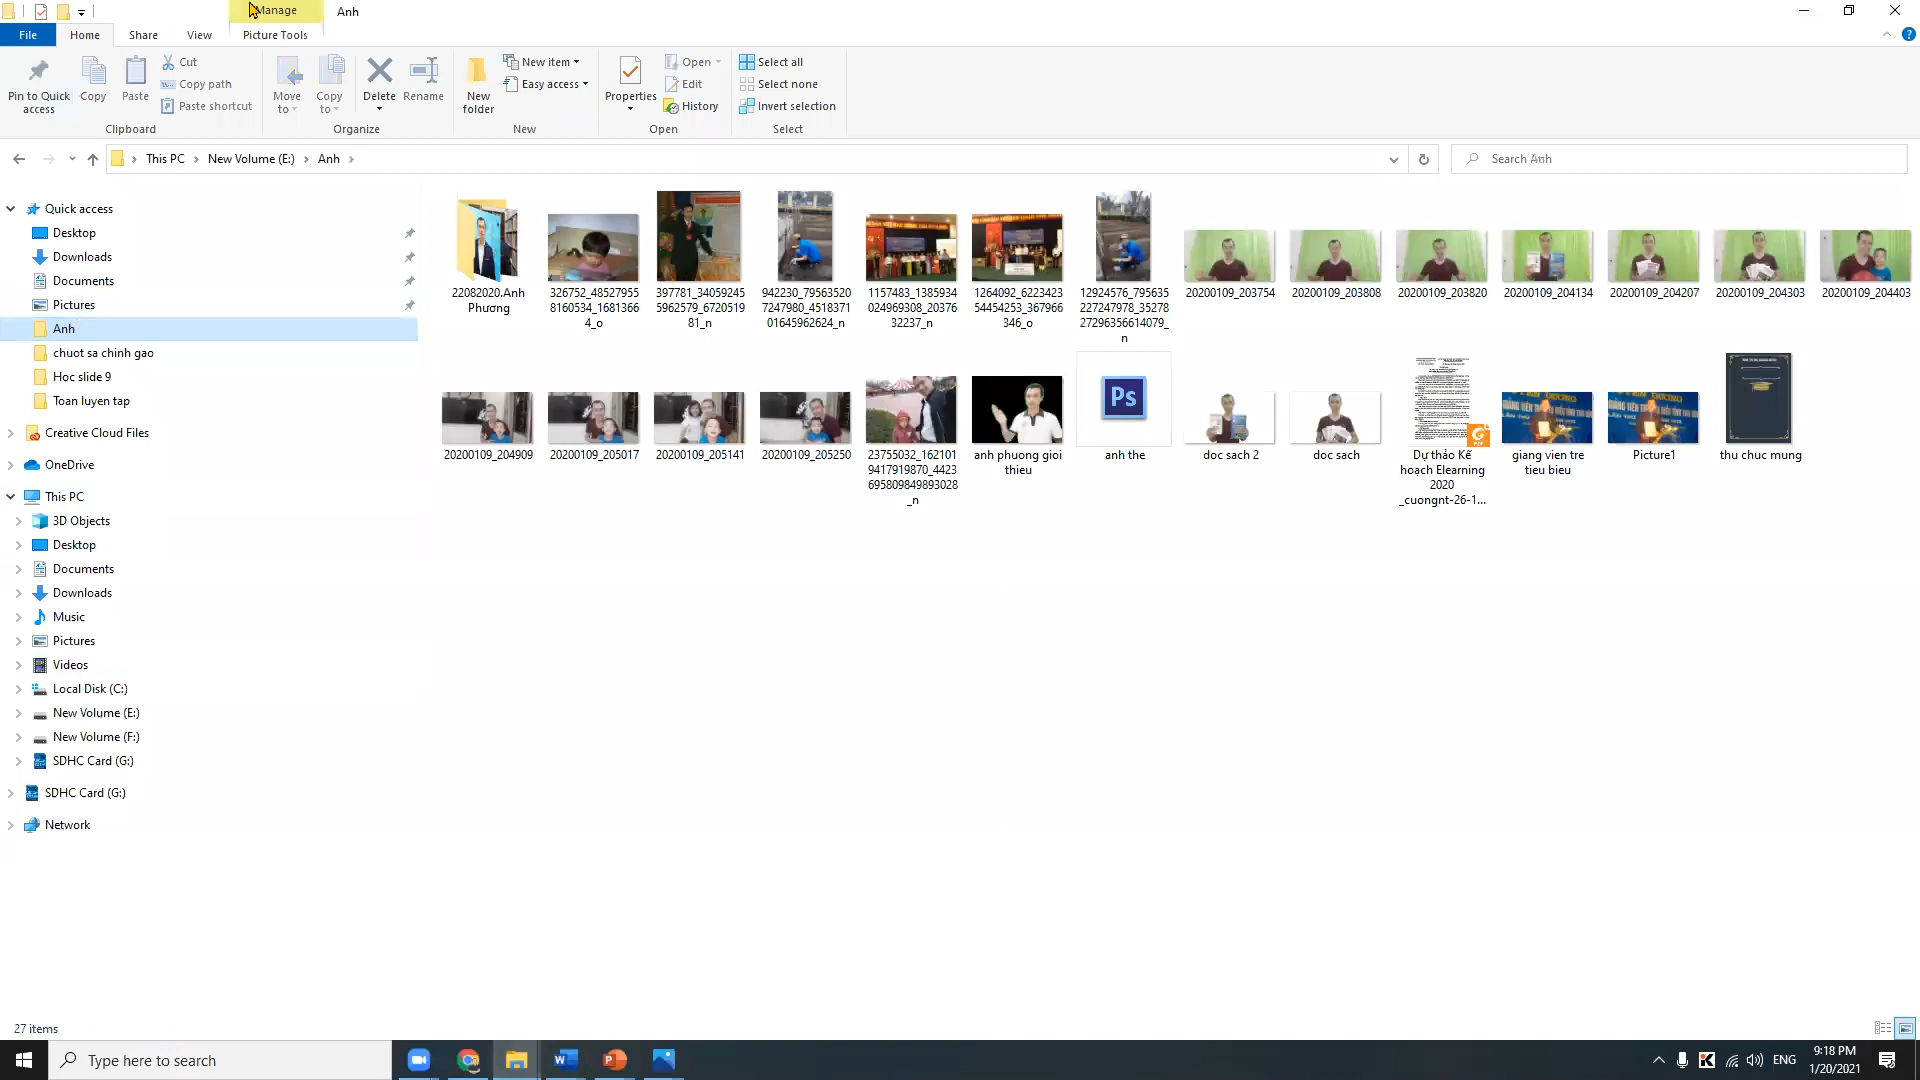 Manage
Anh
File
Home
Share
View
Picture Tools
Pin to Quick
access
Copy
Paste
Cut
Copy path
Paste shortcut
Clipboard
Move
to
Copy
to
Delete
Rename
Organize
New
folder
New item
Easy access
New
Properties
Open
Edit
History
Open
Select all
Select none
Invert selection
Select
This PC
New Volume (E:)
Anh
Search Anh
Quick access
Desktop
Downloads
Documents
Pictures
Anh
chuot sa chinh gao
Hoc slide 9
Toan luyen tap
Creative Cloud Files
OneDrive
This PC
3D Objects
Desktop
Documents
Downloads
Music
Pictures
Videos
Local Disk (C:)
New Volume (E:)
New Volume (F:)
SDHC Card (G:)
SDHC Card (G:)
Network
22082020.Anh
Phương
326752_48527955
8160534_1681366
4_o
397781_34059245
5962579_6720519
81_n
942230_79563520
7247980_4518371
01645962624_n
1157483_1385934
024969308_20376
32237_n
1264092_6223423
54454253_367966
346_o
12924576_795635
227247978_35278
27296356614079_
n
20200109_203754
20200109_203808
20200109_203820
20200109_204134
20200109_204207
20200109_204303
20200109_204403
20200109_204909
20200109_205017
20200109_205141
20200109_205250
23755032_162101
9417919870_4423
695809849893028
_n
anh phuong gioi
thieu
Ps
anh the
doc sach 2
doc sach
PDF
Dự thảo Kế
hoạch Elearning
2020
_cuongnt-26-1...
giang vien tre
tieu bieu
Picture1
thu chuc mung
27 items
Type here to search
ENG
9:18 PM
1/20/2021